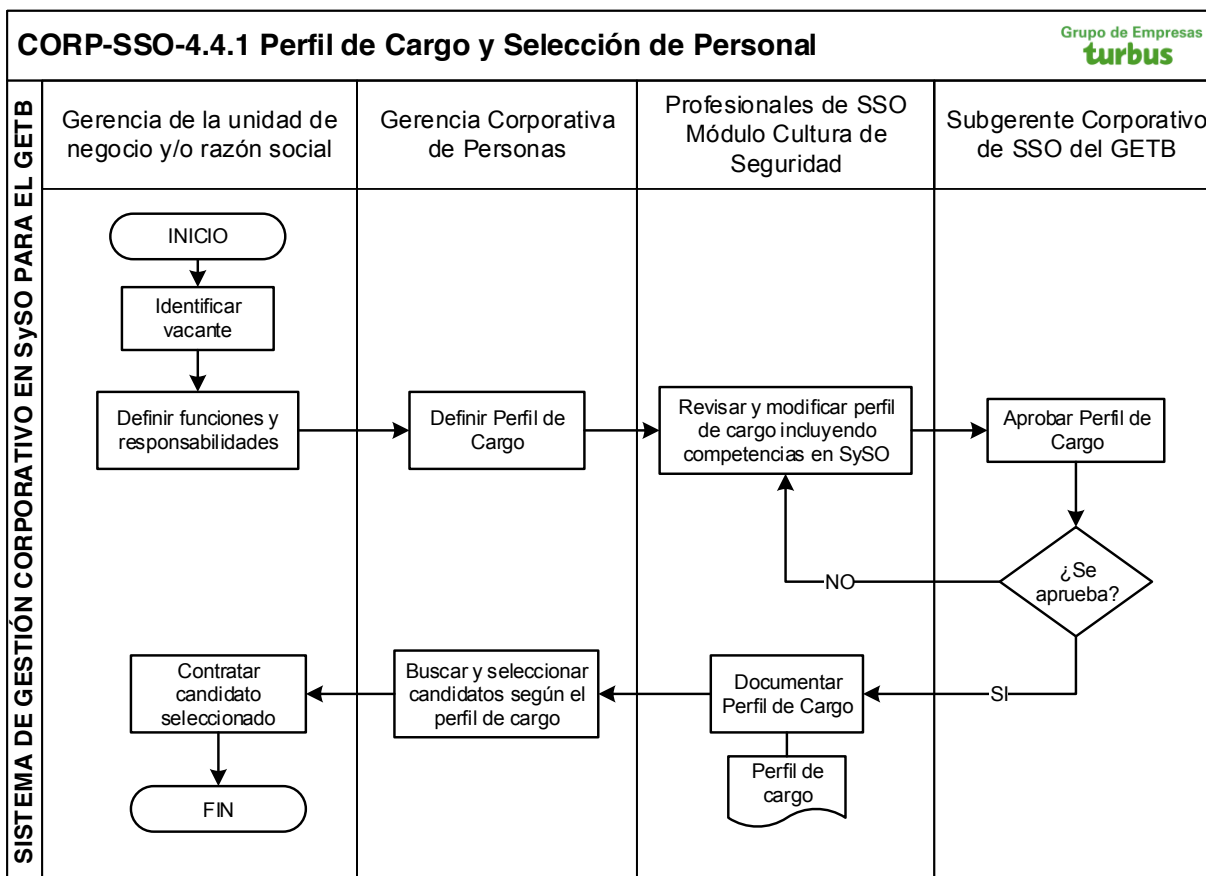 CORP-SSO-4.4.1 Perfil de Cargo y Selección de Personal
Grupo de Empresas
turbus
SISTEMA DE GESTIÓN CORPORATIVO EN SySO PARA EL GETB
Gerencia de la unidad de
negocio y/o razón social
Gerencia Corporativa
de Personas
Profesionales de SSO
Módulo Cultura de
Seguridad
Subgerente Corporativo
de SSO del GETB
INICIO
Identificar
vacante
Definir funciones y
responsabilidades
Definir Perfil de
Cargo
Revisar y modificar perfil
de cargo incluyendo
competencias en SySO
Aprobar Perfil de
Cargo
¿Se
aprueba?
NO
SI
Documentar
Perfil de Cargo
Perfil de
cargo
Buscar y seleccionar
candidatos según el
perfil de cargo
Contratar
candidato
seleccionado
FIN